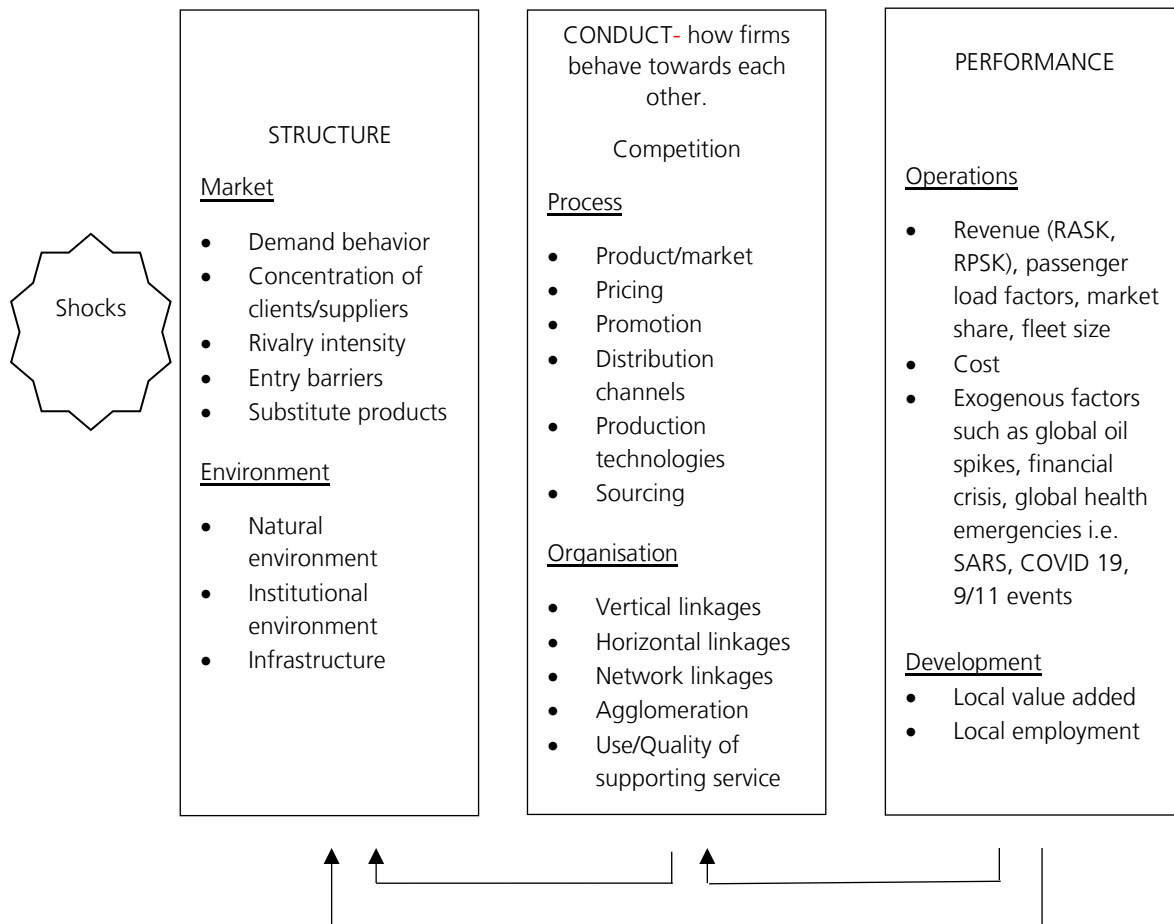 Shocks
STRUCTURE
Market
● Demand behavior
● Concentration of
clients/suppliers
● Rivalry intensity
● Entry barriers
● Substitute products
Environment
● Natural
environment
● Institutional
environment
● Infrastructure
CONDUCT- how firms
behave towards each
other.
Competition
Process
● Product/market
● Pricing
● Promotion
● Distribution
channels
● Production
technologies
● Sourcing
Organisation
● Vertical linkages
● Horizontal linkages
● Network linkages
● Agglomeration
● Use/Quality of
supporting service
PERFORMANCE
Operations
● Revenue (RASK,
RPSK), passenger
load factors, market
share, fleet size
● Cost
● Exogenous factors
such as global oil
spikes, financial
crisis, global health
emergencies i.e.
SARS, COVID 19,
9/11 events
Development
● Local value added
● Local employment